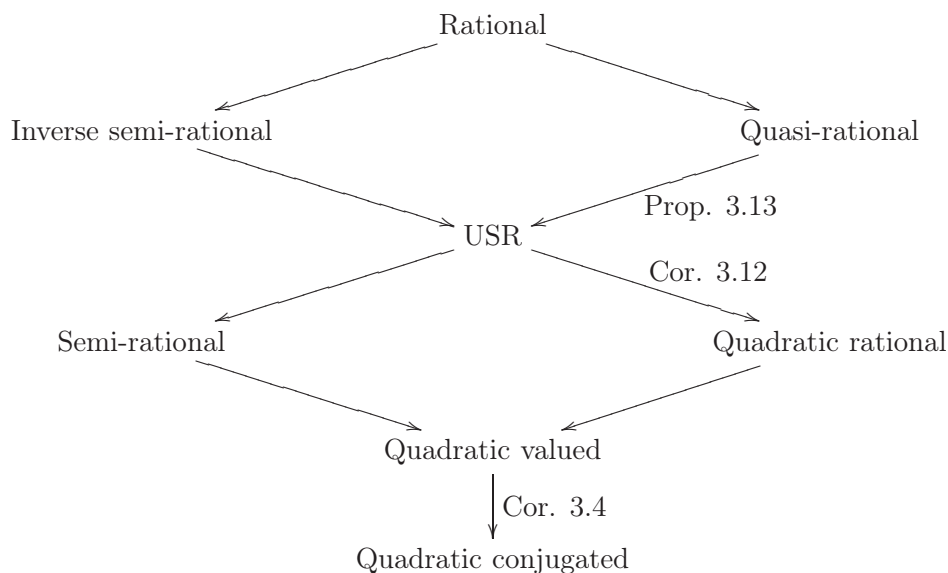 Rational
Inverse semi-rational
Quasi-rational
Prop. 3.13
USR
Cor. 3.12
Semi-rational
Quadratic rational
Quadratic valued
Cor. 3.4
Quadratic conjugated